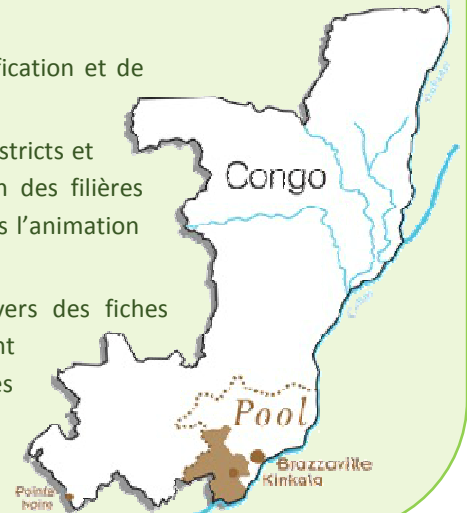 fication et de
stricts et
n des filières
s l'animation
vers des fiches
nt
es
Congo
Pool
Brazzaville
Kinkala
Pointe
Noire